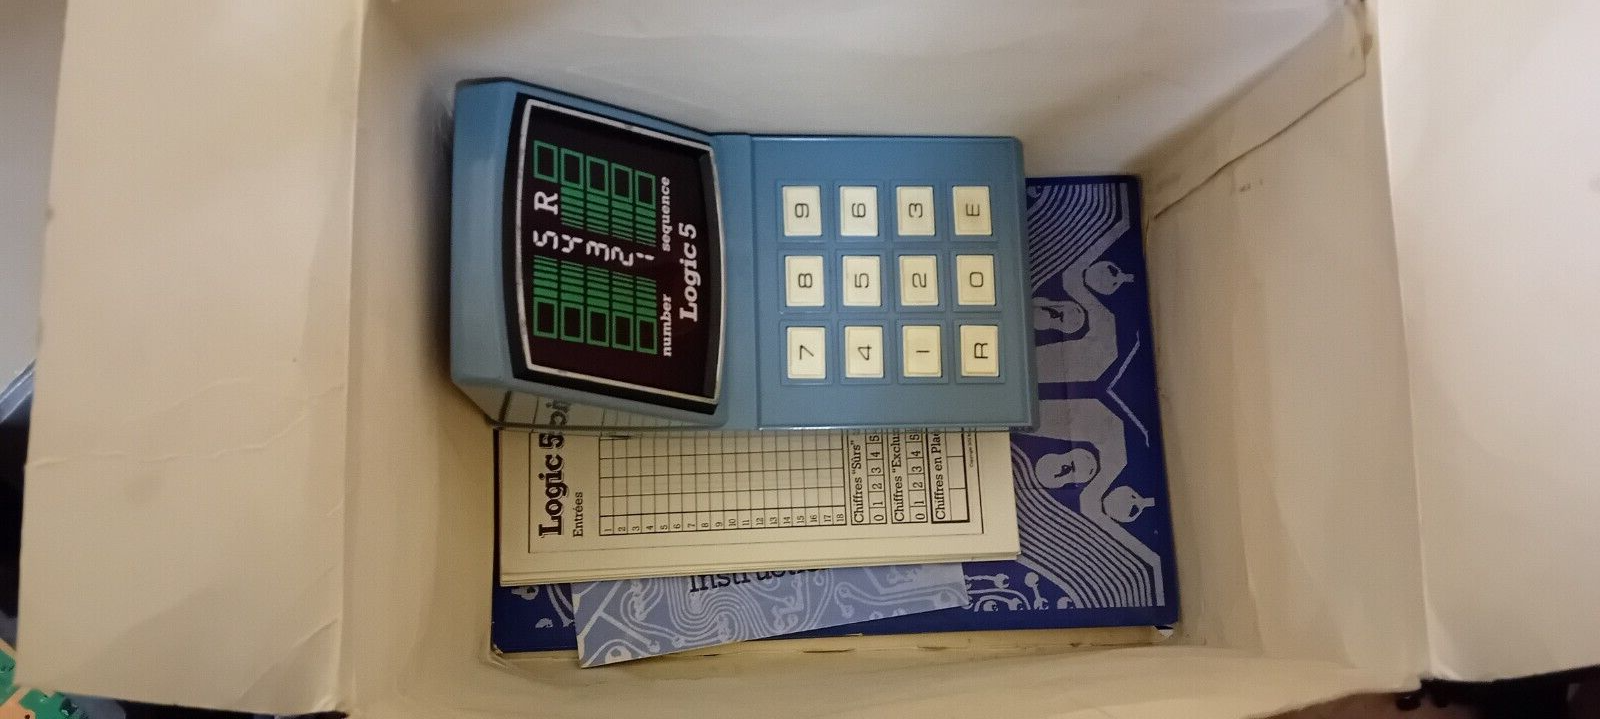 5 R
4
3
2
1
number sequence
Logic 5
7 8 9
4 5 6
1 2 3
R 0 E
Logic 5
Entrées
1
2
3
4
5
6
7
8
9
10
11
12
13
14
15
16
17
18
Chiffres "Sûrs"
0 1 2 3 4 5
Chiffres "Exclu
0 1 2 3 4 5
Chiffres en Plac